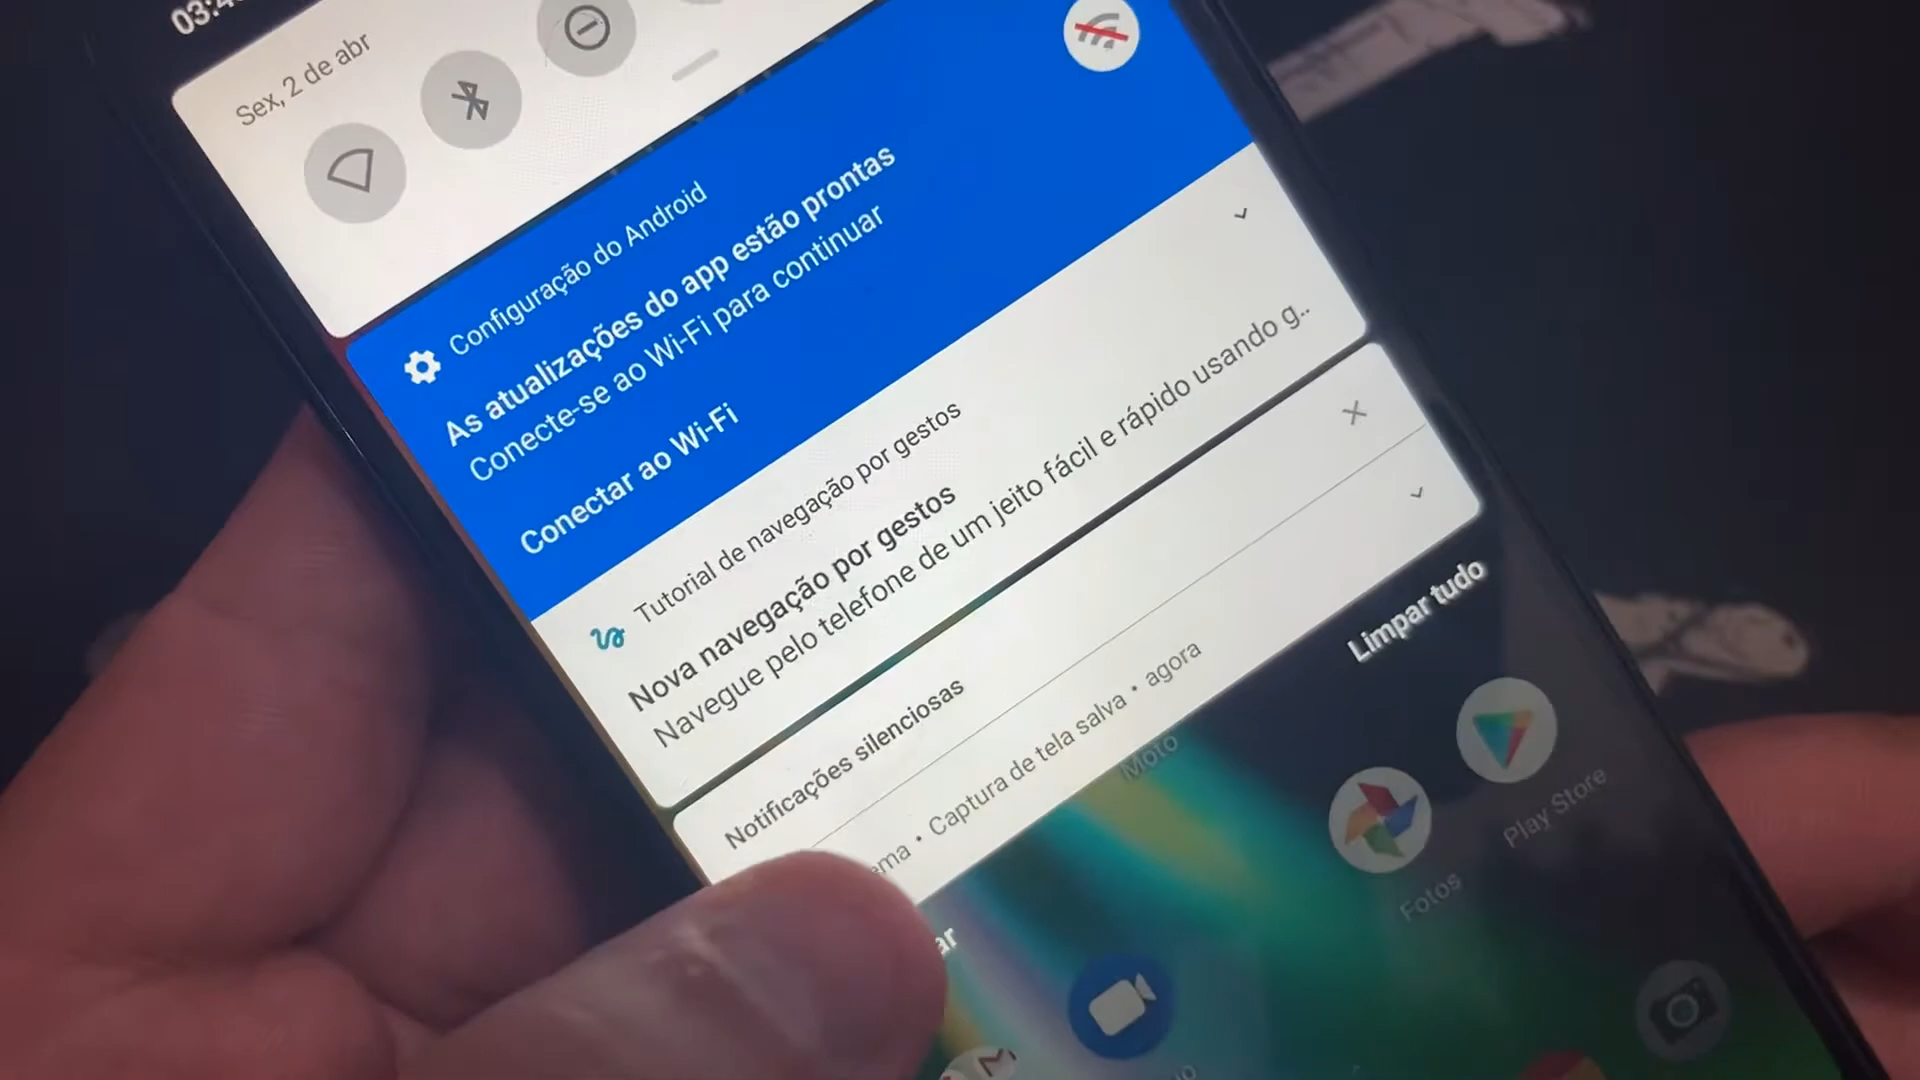 Sex, 2 de abr
Configuração do Android
As atualizações do app estão prontas
Conecte-se ao Wi-Fi para continuar
Conectar ao Wi-Fi
Tutorial de navegação por gestos
Nova navegação por gestos
Navegue pelo telefone de um jeito fácil e rápido usando g..
Notificações silenciosas
• Captura de tela salva • agora
Limpar tudo
Moto
Play Store
Fotos